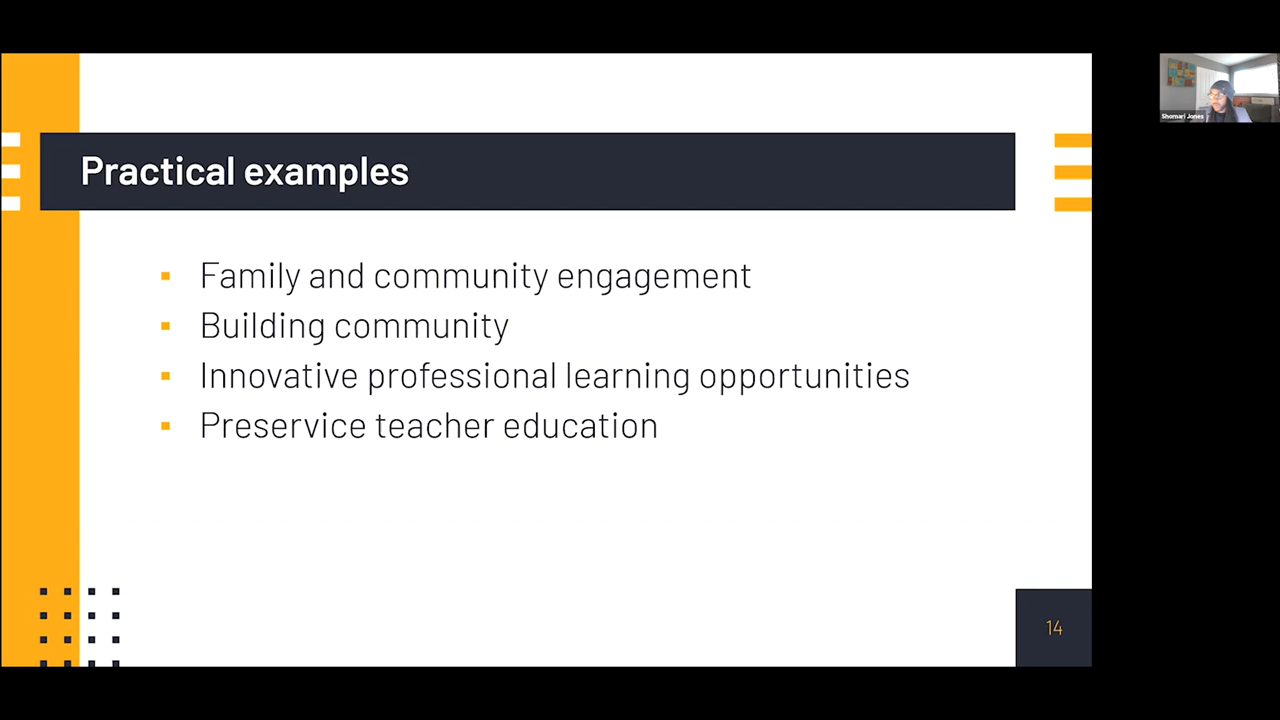 Practical examples
Family and community engagement
Building community
Innovative professional learning opportunities
Preservice teacher education
14
Shomari Jones